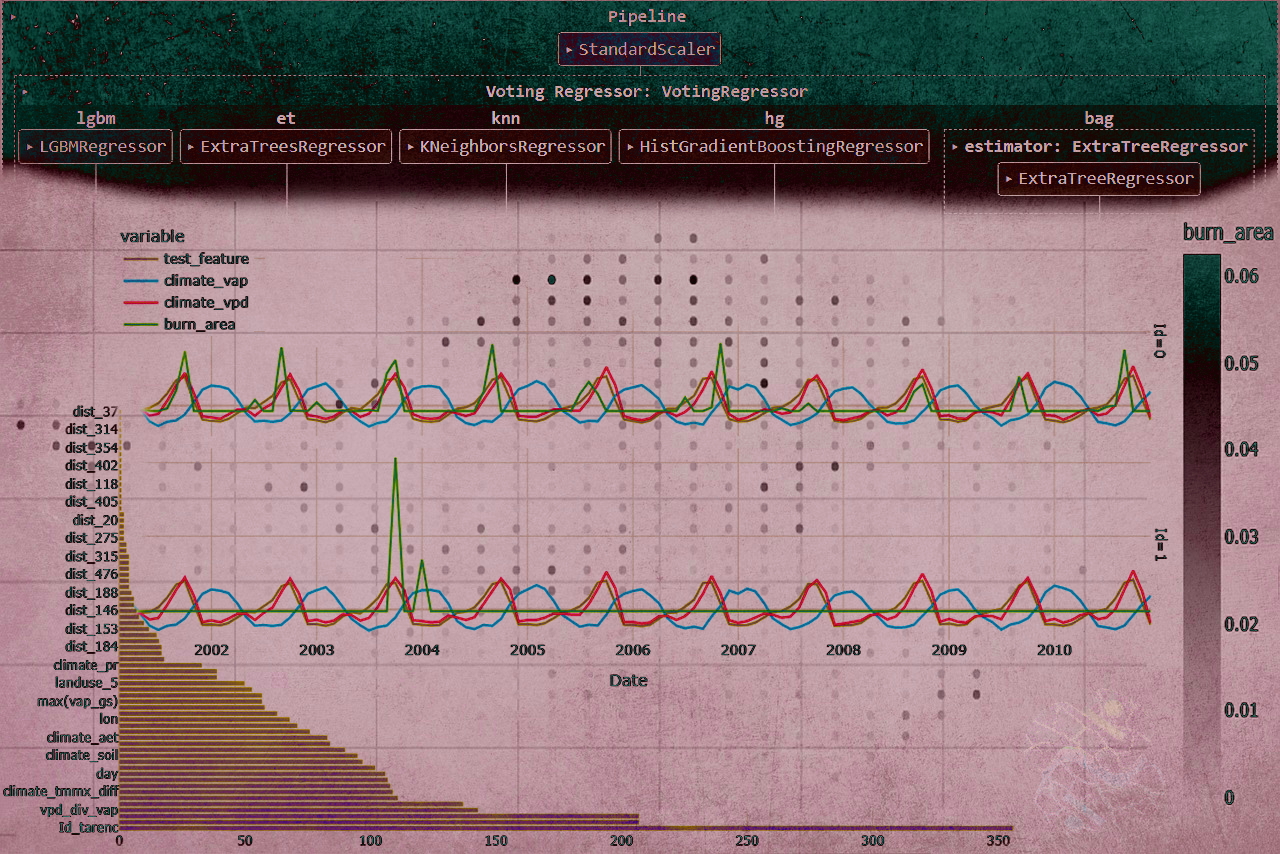 Pipeline
▸ StandardScaler
Voting Regressor: VotingRegressor
lgbm et knn hg bag
▸ LGBMRegressor ▸ ExtraTreesRegressor ▸ KNeighborsRegressor ▸ HistGradientBoostingRegressor ▸ estimator: ExtraTreeRegressor
▸ ExtraTreeRegressor
variable
test_feature
climate_vap
climate_vpd
burn_area
burn_area
0.06
0.05
0.04
0.03
0.02
0.01
0
Id=0
Id=1
dist_37
dist_314
dist_354
dist_402
dist_118
dist_405
dist_20
dist_275
dist_315
dist_476
dist_188
dist_146
dist_153
dist_184
climate_pr
landuse_5
max(vap_gs)
lon
climate_aet
climate_soil
day
climate_tmmx_diff
vpd_div_vap
Id_tarenc
2002 2003 2004 2005 2006 2007 2008 2009 2010
Date
0 50 100 150 200 250 300 350